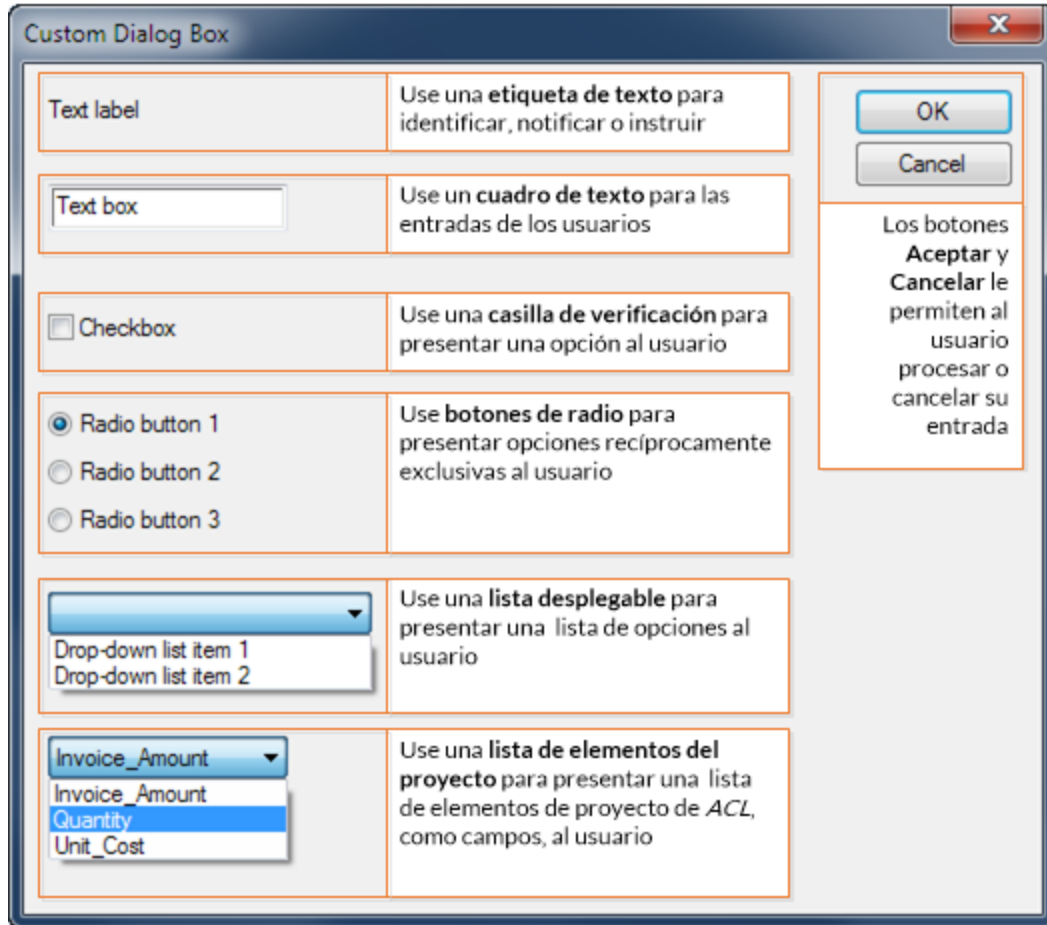 Custom Dialog Box
Text label
Use una etiqueta de texto para
identificar, notificar o instruir
Text box
Use un cuadro de texto para las
entradas de los usuarios
Checkbox
Use una casilla de verificación para
presentar una opción al usuario
Radio button 1
Radio button 2
Radio button 3
Use botones de radio para
presentar opciones recíprocamente
exclusivas al usuario
Drop-down list item 1
Drop-down list item 2
Use una lista desplegable para
presentar una lista de opciones al
usuario
Invoice_Amount
Invoice_Amount
Quantity
Unit_Cost
Use una lista de elementos del
proyecto para presentar una lista
de elementos de proyecto de ACL,
como campos, al usuario
OK
Cancel
Los botones
Aceptar y
Cancelar le
permiten al
usuario
procesar o
cancelar su
entrada